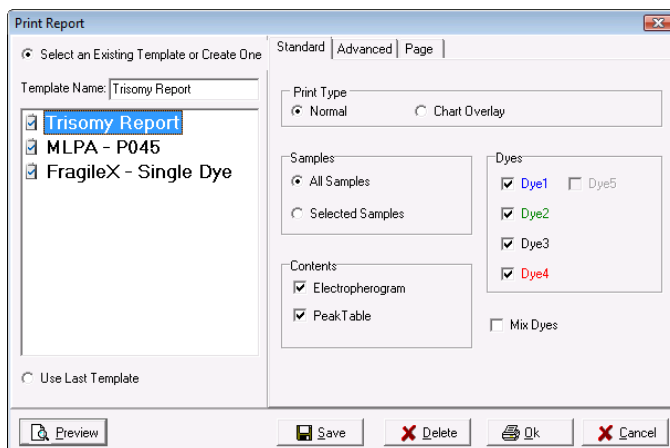 Print Report
Select an Existing Template or Create One
Template Name: Trisomy Report
Trisomy Report
MLPA - P045
FragileX - Single Dye
Use Last Template
Standard Advanced Page
Print Type
Normal Chart Overlay
Samples
All Samples
Selected Samples
Contents
Electropherogram
PeakTable
Dyes
Dye1 Dye5
Dye2
Dye3
Dye4
Mix Dyes
Preview Save Delete Ok Cancel